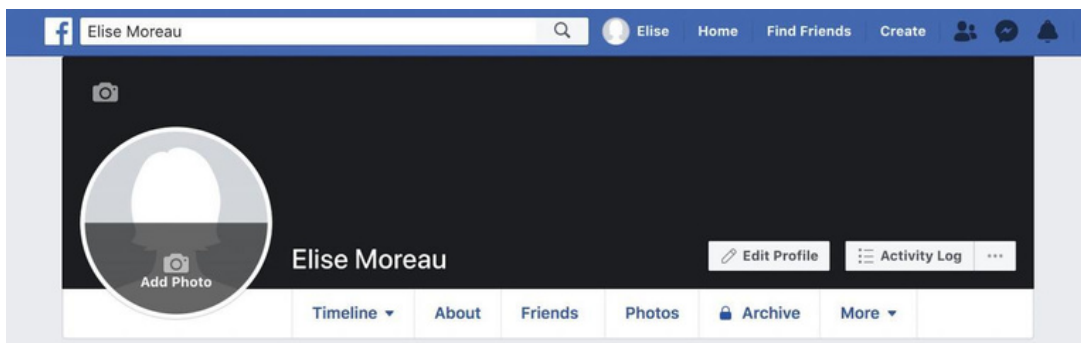 f Elise Moreau Elise Home Find Friends Create
Add Photo
Elise Moreau Edit Profile Activity Log ...
Timeline About Friends Photos Archive More